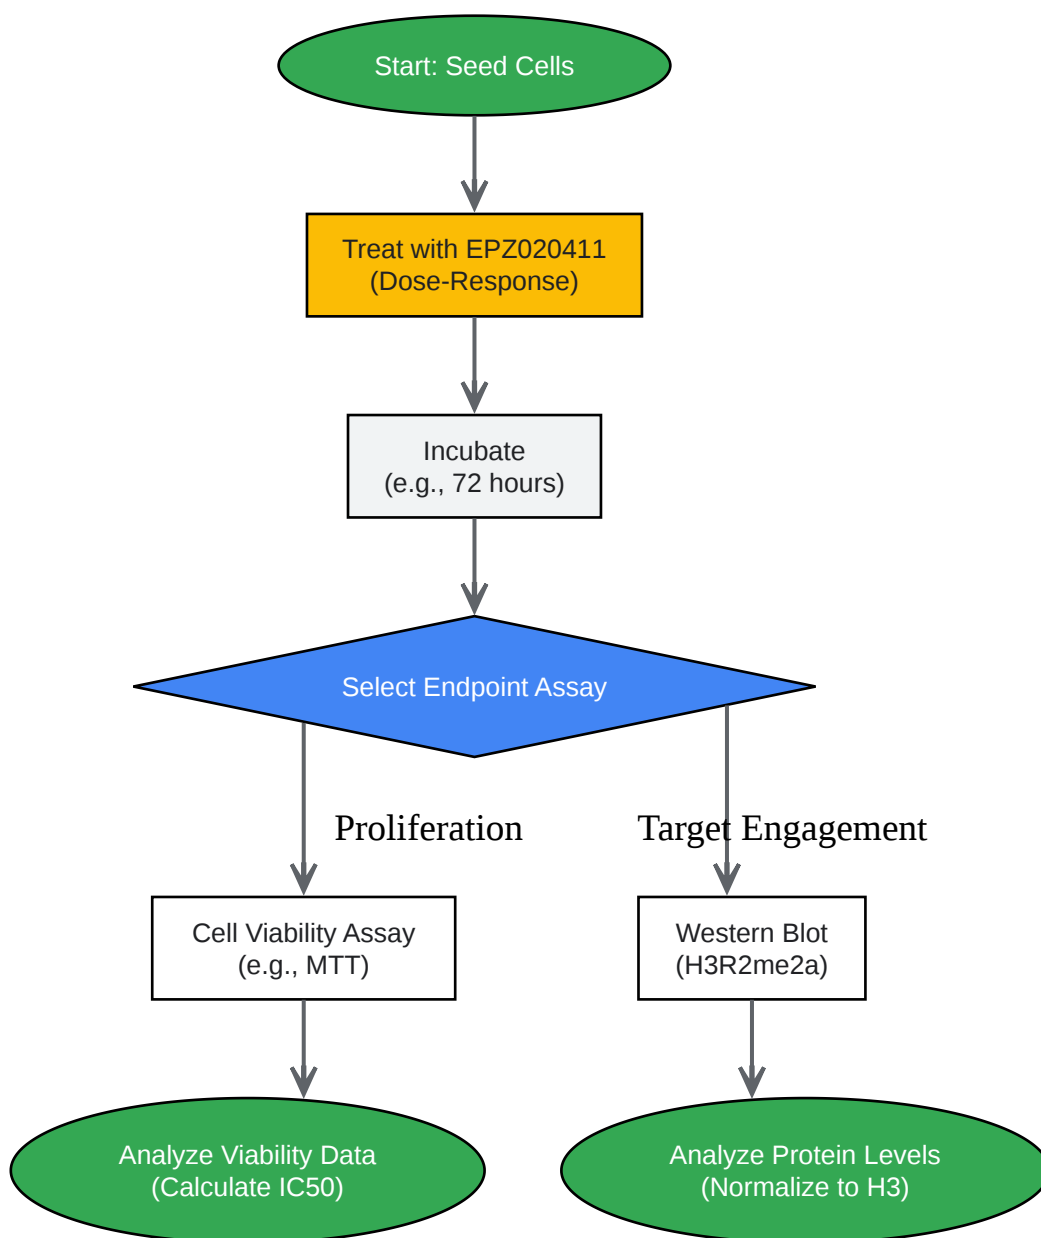 Start: Seed Cells
Treat with EPZ020411
(Dose-Response)
Incubate
(e.g., 72 hours)
Select Endpoint Assay
Proliferation
Target Engagement
Cell Viability Assay
(e.g., MTT)
Western Blot
(H3R2me2a)
Analyze Viability Data
(Calculate IC50)
Analyze Protein Levels
(Normalize to H3)